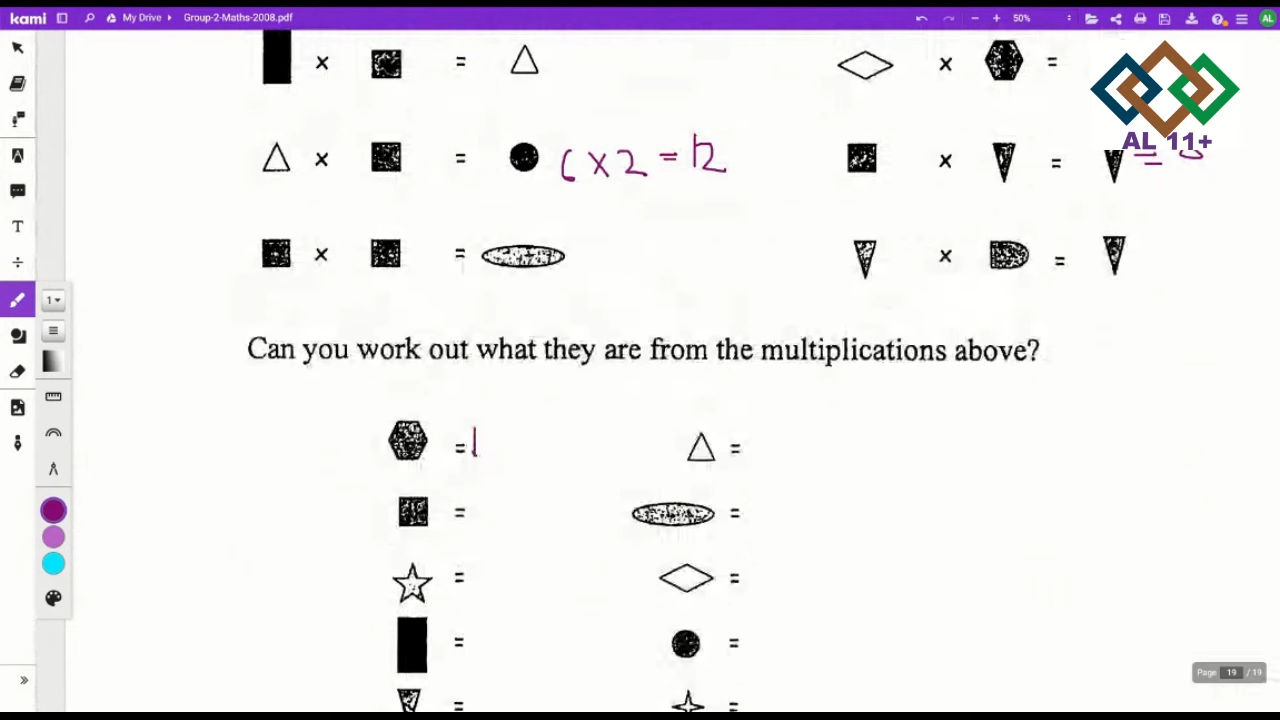 kami My Drive Group-2-Maths-2008.pdf 50% AL
x = x =
x = 6 x 2 = 12 x =
AL 11+
x = x =
Can you work out what they are from the multiplications above?
= 1 =
= =
= =
= =
= =
Page 19 / 19